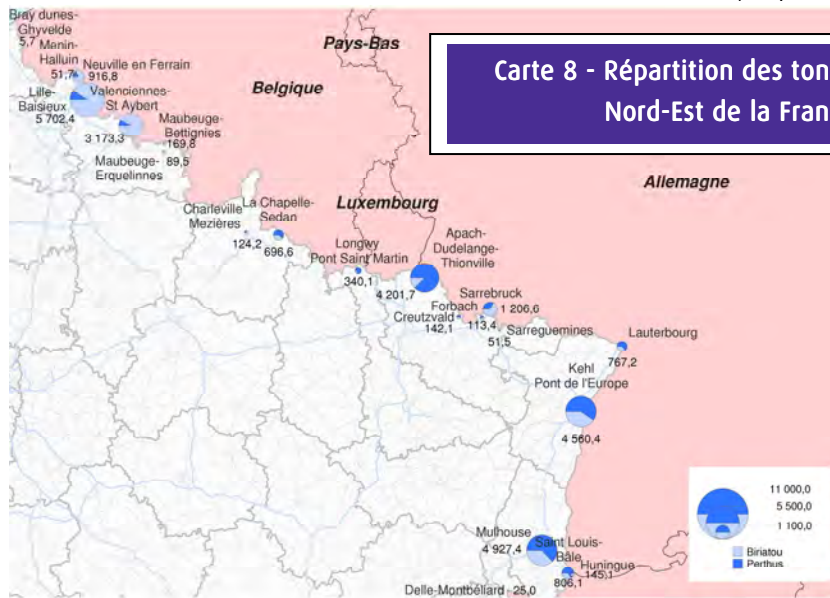 Bray dunes-
Ghyvelde
5,7
Menin-
Halluin
51,7
Neuville en Ferrain
916,8
Lille-
Baisieux
5 702,4
Valenciennes-
St Aybert
3 173,3
Maubeuge-
Bettignies
169,8
Maubeuge-
Erquelinnes
89,5
Pays-Bas
Belgique
Carte 8 - Répartition des ton
Nord-Est de la Fran
Allemagne
Luxembourg
Charleville
Mezières
124,2
La Chapelle-
Sedan
696,6
Longwy
Pont Saint Martin
340,1
Apach-
Dudelange-
Thionville
4 201,7
Sarrebruck
1 206,6
Forbach
113,4
Creutzvald
142,1
Sarreguemines
51,5
Lauterbourg
767,2
Kehl
Pont de l'Europe
4 560,4
Mulhouse
4 927,4
Saint Louis-
Bâle
806,1
Huningue
145,1
Delle-Montbéliard - 25,0
11 000,0
5 500,0
1 100,0
Biriatou
Perthus